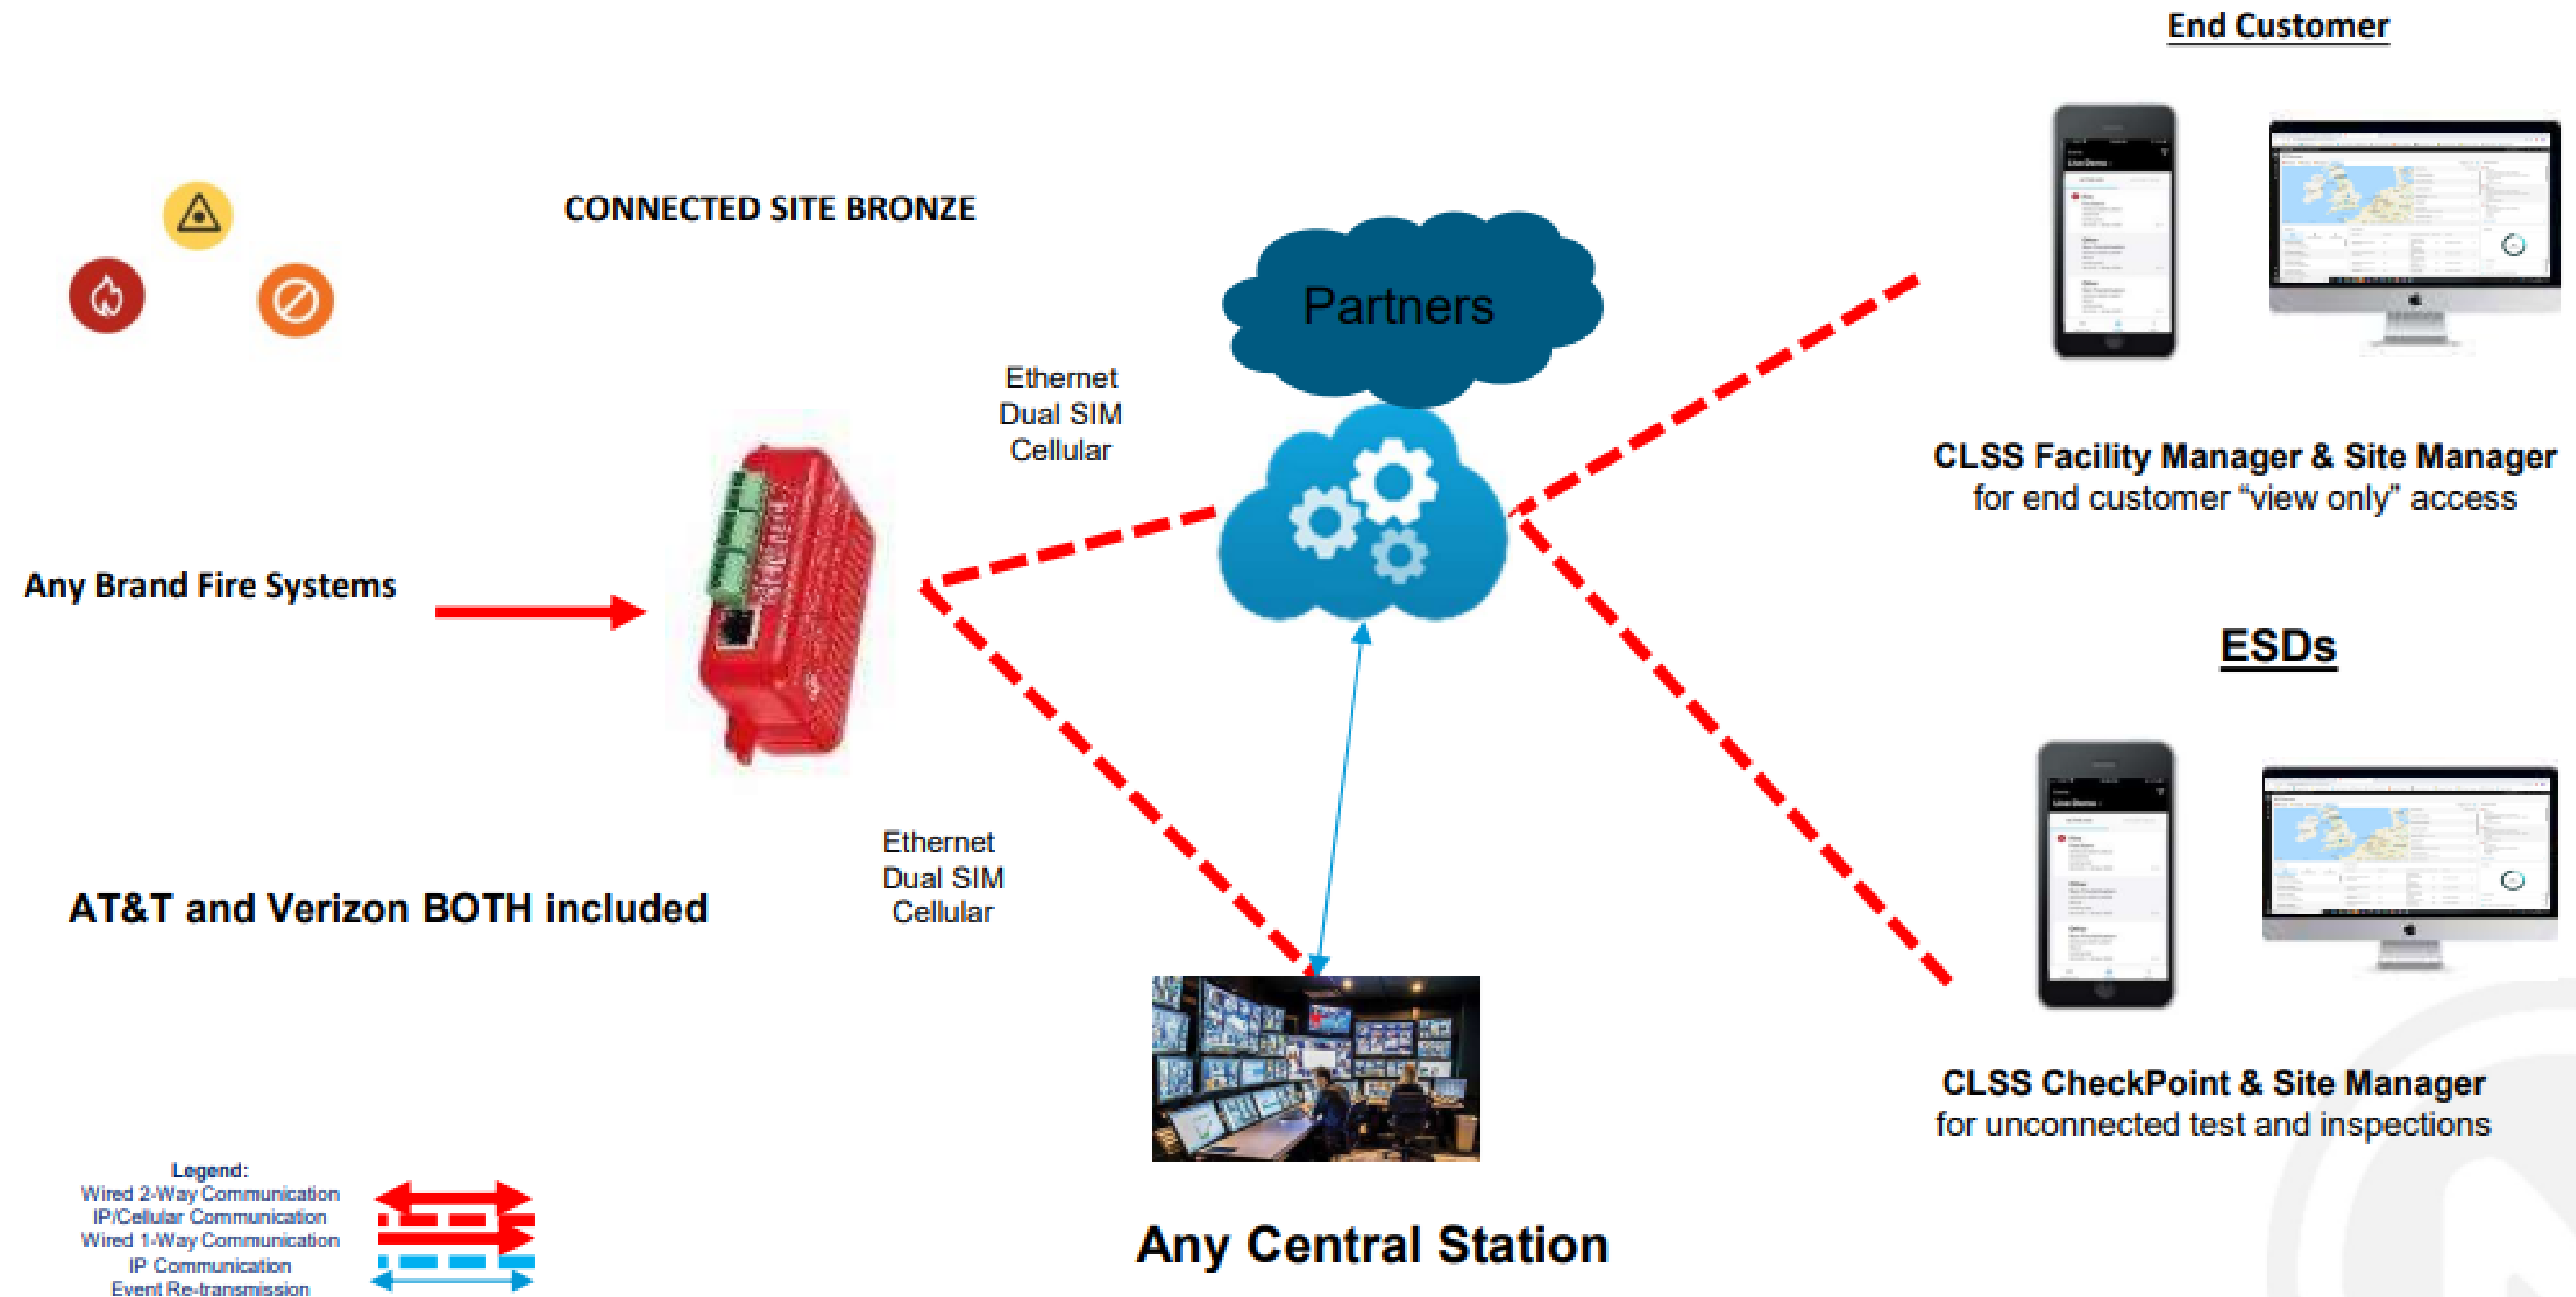 End Customer
CONNECTED SITE BRONZE
Partners
Ethernet
Dual SIM
Cellular
CLSS Facility Manager & Site Manager
for end customer “view only” access
Any Brand Fire Systems
ESDs
Ethernet
Dual SIM
Cellular
AT&T and Verizon BOTH included
CLSS CheckPoint & Site Manager
for unconnected test and inspections
Legend:
Wired 2-Way Communication
IP/Cellular Communication
Wired 1-Way Communication
IP Communication
Event Re-transmission
Any Central Station